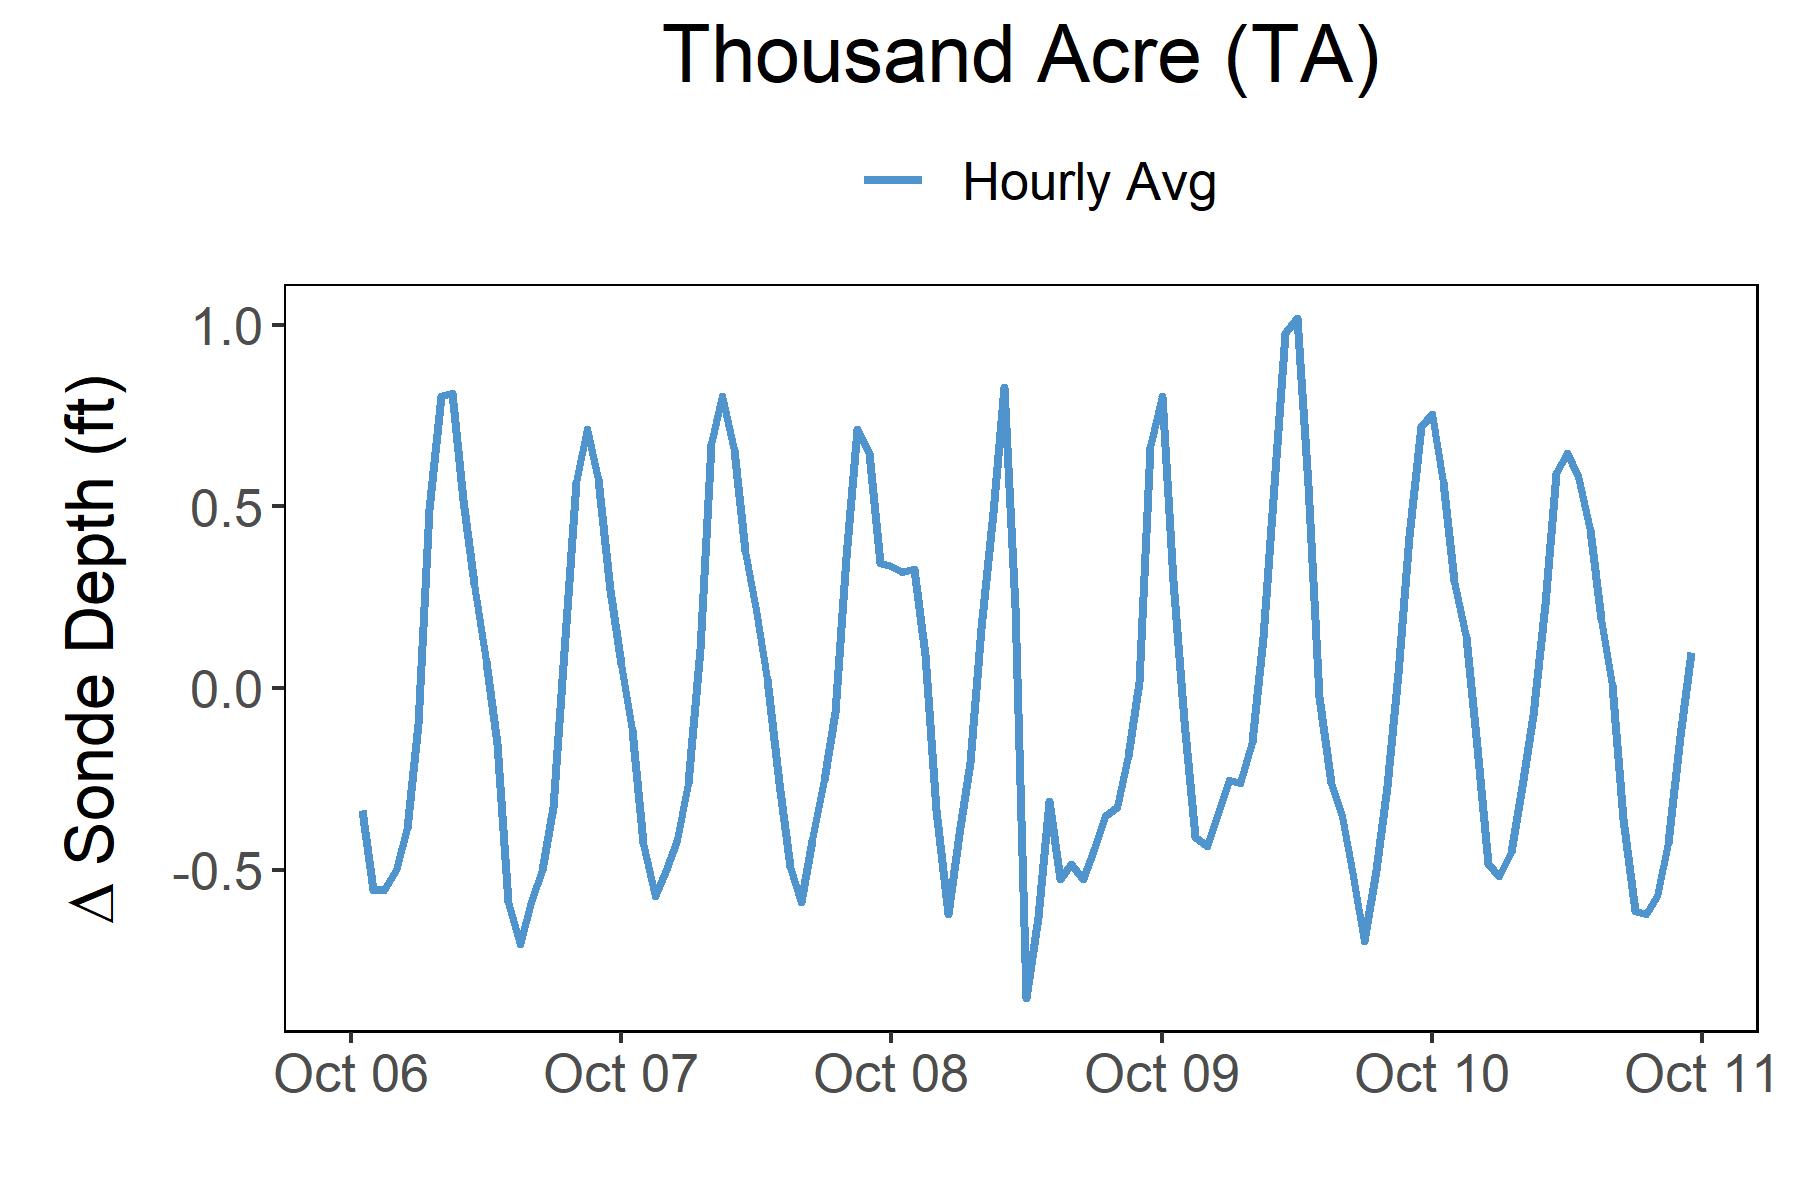 Thousand Acre (TA)
Hourly Avg
Δ Sonde Depth (ft)
1.0
0.5
0.0
-0.5
Oct 06 Oct 07 Oct 08 Oct 09 Oct 10 Oct 11